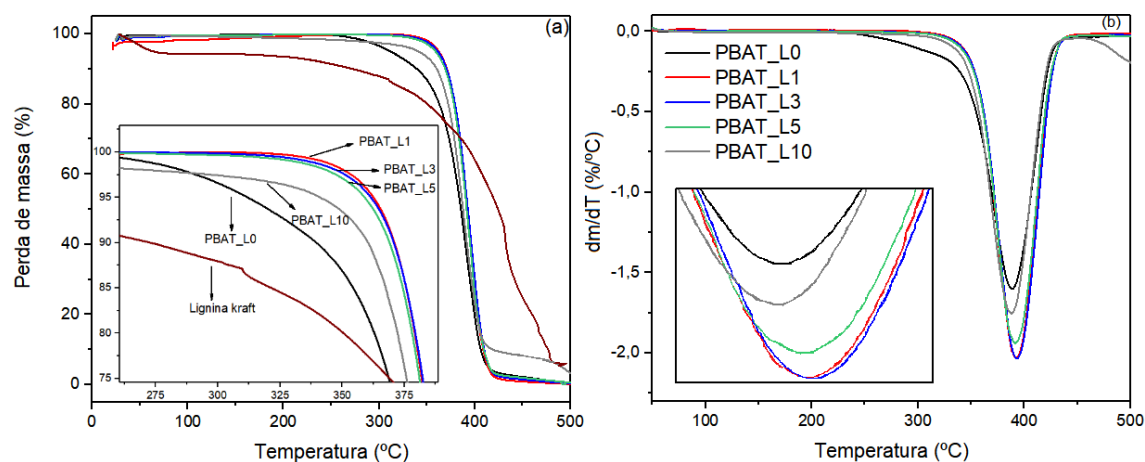 (a)
Perda de massa (%)
100
80
60
40
20
0
100
95
90
85
80
75
275
300
325
350
375
PBAT_L1
PBAT_L3
PBAT_L5
PBAT_L10
PBAT_L0
Lignina kraft
0
100
200
300
400
500
Temperatura (ºC)
(b)
dm/dT (%/ºC)
0,0
-0,5
-1,0
-1,5
-2,0
PBAT_L0
PBAT_L1
PBAT_L3
PBAT_L5
PBAT_L10
100
200
300
400
500
Temperatura (ºC)